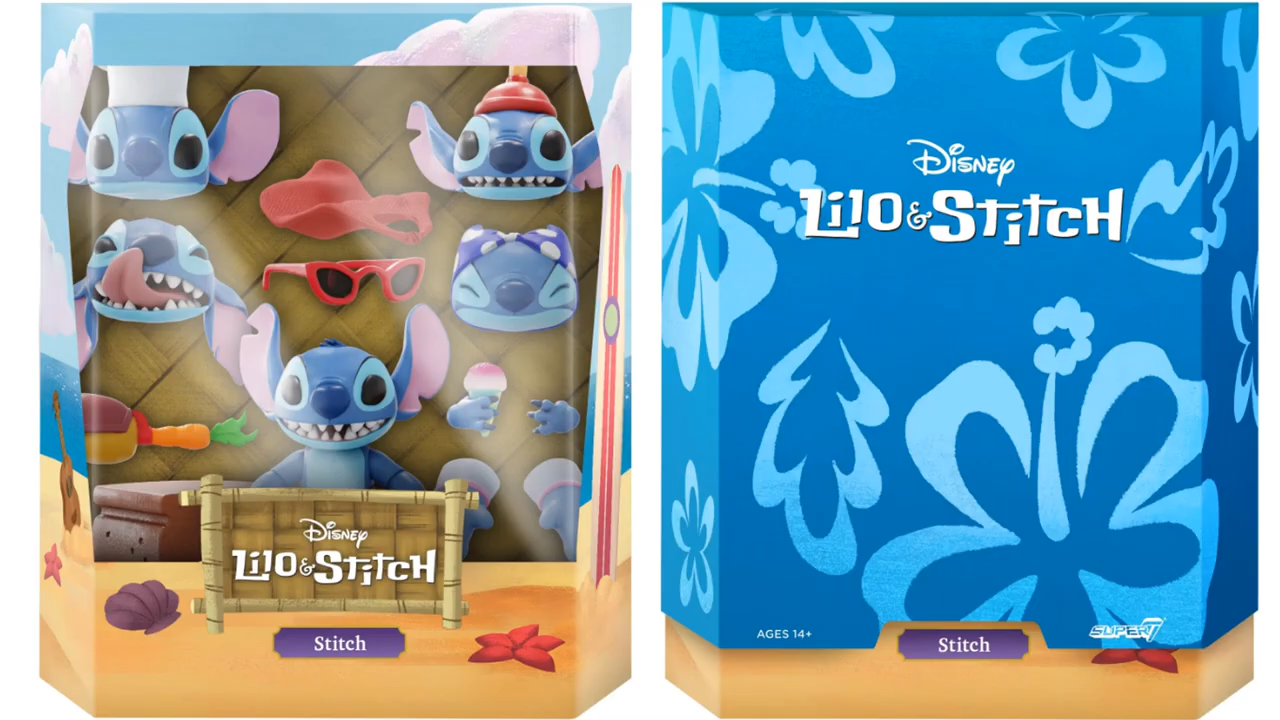 Disney
Lilo & Stitch
Stitch
Disney
Lilo & Stitch
AGES 14+
Stitch
SUPER7